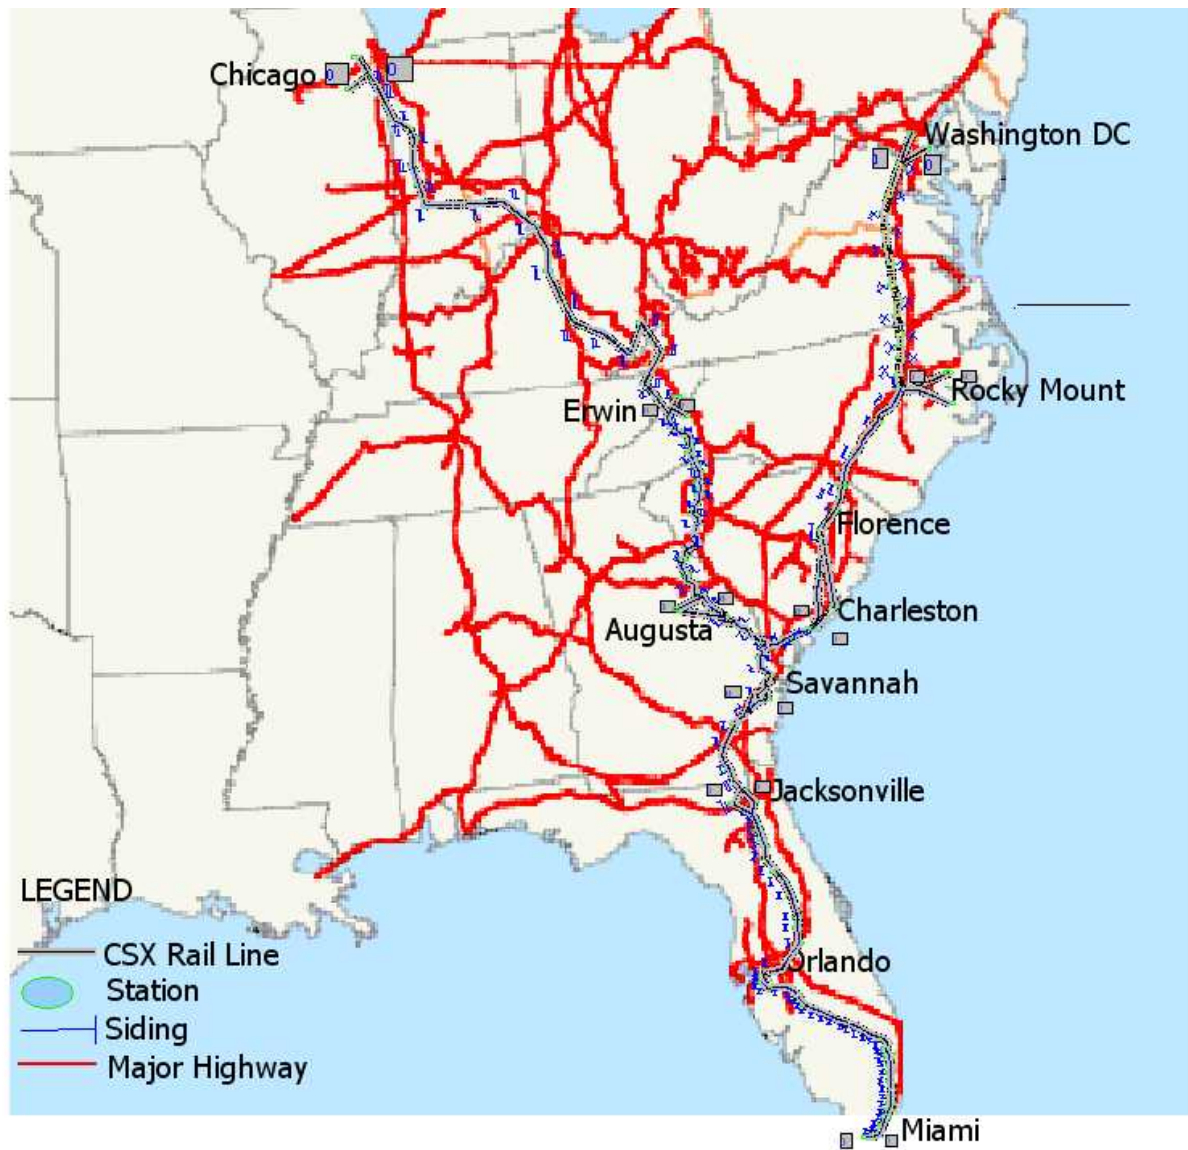 Chicago
Washington DC
Rocky Mount
Erwin
Florence
Charleston
Augusta
Savannah
Jacksonville
LEGEND
CSX Rail Line
Orlando
Station
Siding
Major Highway
Miami